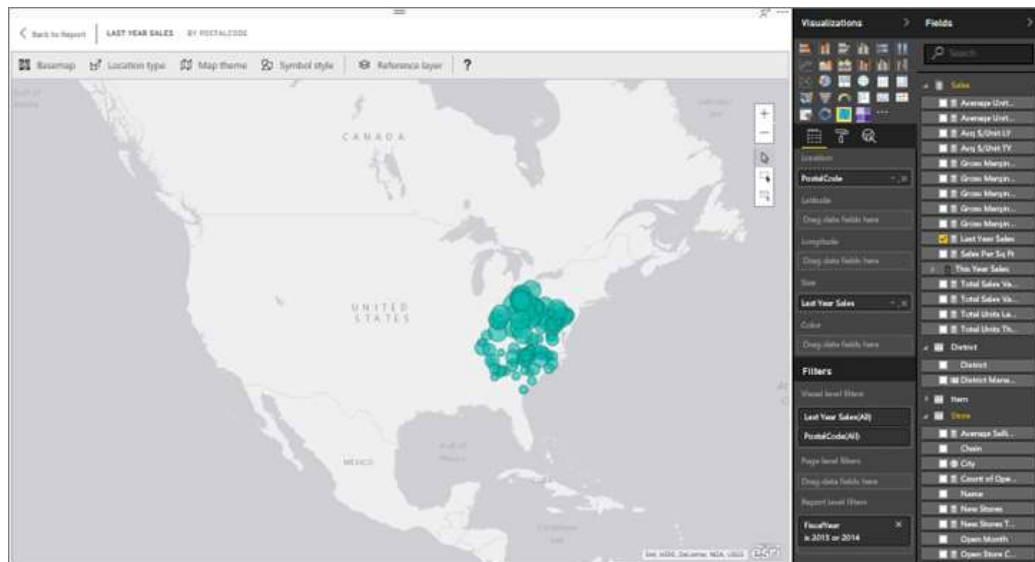 Back to Report
LAST YEAR SALES
BY POSTALCODE
Basemap
Location type
Map theme
Symbol style
Reference layer
?
CANADA
UNITED
STATES
MÉXICO
Gulf of
Mexico
esri
Visualizations
Location
PostalCode
Latitude
Drag data fields here
Longitude
Drag data fields here
Size
Last Year Sales
Color
Drag data fields here
Filters
Visual level filters
Last Year Sales(All)
PostalCode(All)
Page level filters
Drag data fields here
Report level filters
FiscalYear
is 2013 or 2014
Fields
Search
Sales
Average Unit...
Average Unit...
Avg $/Unit LY
Avg $/Unit TY
Gross Margin...
Gross Margin...
Gross Margin...
Gross Margin...
Gross Margin...
Last Year Sales
Sales Per Sq Ft
This Year Sales
Total Sales Va...
Total Sales Va...
Total Units La...
Total Units Th...
District
District
District Mana...
Item
Store
Average Selli...
Chain
City
Count of Ope...
Name
New Stores
New Stores T...
Open Month
Open Store C...